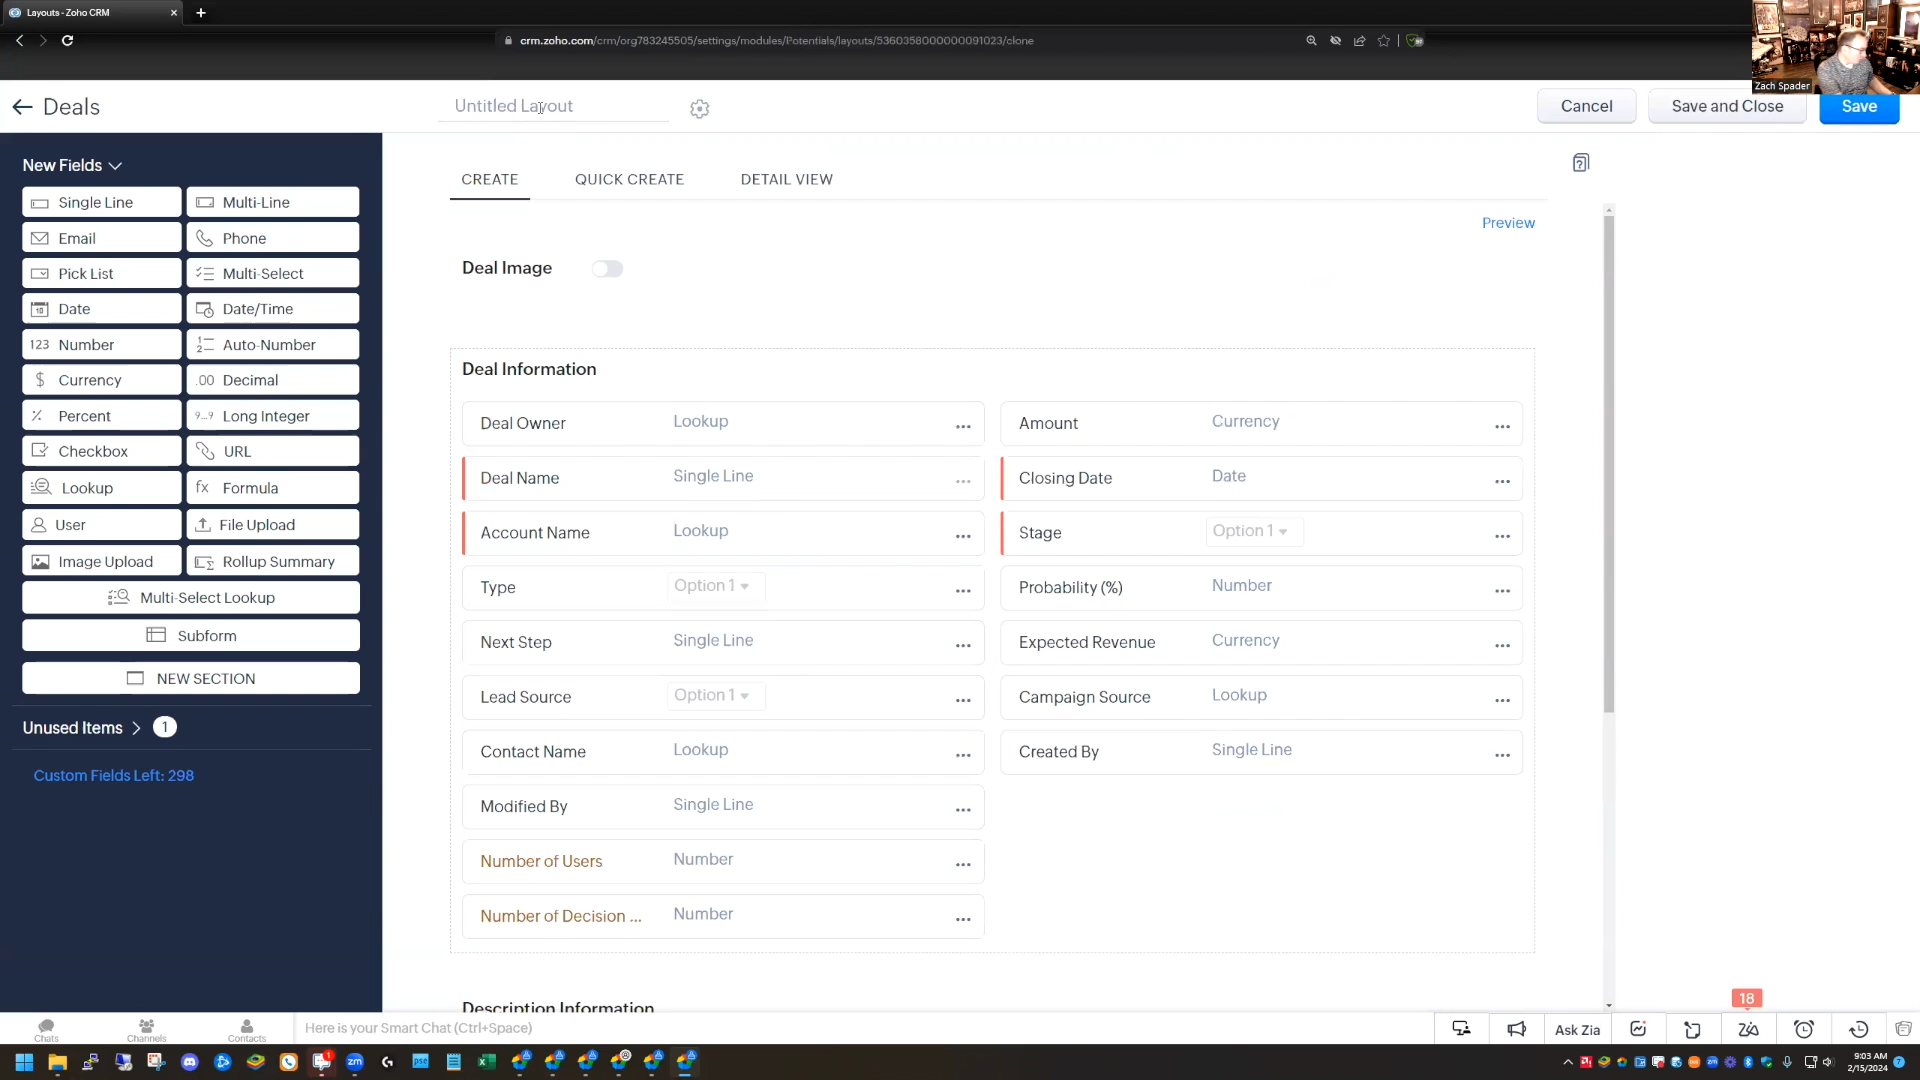 Layouts - Zoho CRM
crm.zoho.com/crm/org783245505/settings/modules/Potentials/layouts/5360358000000091023/clone
Zach Spader
Deals
Untitled Layout
Cancel
Save and Close
Save
New Fields
Single Line
Multi-Line
Email
Phone
Pick List
Multi-Select
Date
Date/Time
123 Number
Auto-Number
$ Currency
.00 Decimal
Percent
9...9 Long Integer
Checkbox
URL
Lookup
fx Formula
User
File Upload
Image Upload
Rollup Summary
Multi-Select Lookup
Subform
NEW SECTION
Unused Items 1
Custom Fields Left: 298
CREATE
QUICK CREATE
DETAIL VIEW
Preview
Deal Image
Deal Information
Deal Owner Lookup ...
Amount Currency ...
Deal Name Single Line ...
Closing Date Date ...
Account Name Lookup ...
Stage Option 1 ...
Type Option 1 ...
Probability (%) Number ...
Next Step Single Line ...
Expected Revenue Currency ...
Lead Source Option 1 ...
Campaign Source Lookup ...
Contact Name Lookup ...
Created By Single Line ...
Modified By Single Line ...
Number of Users Number ...
Number of Decision ... Number ...
Description Information
18
Chats
Channels
Contacts
Here is your Smart Chat (Ctrl+Space)
Ask Zia
9:03 AM
2/15/2024